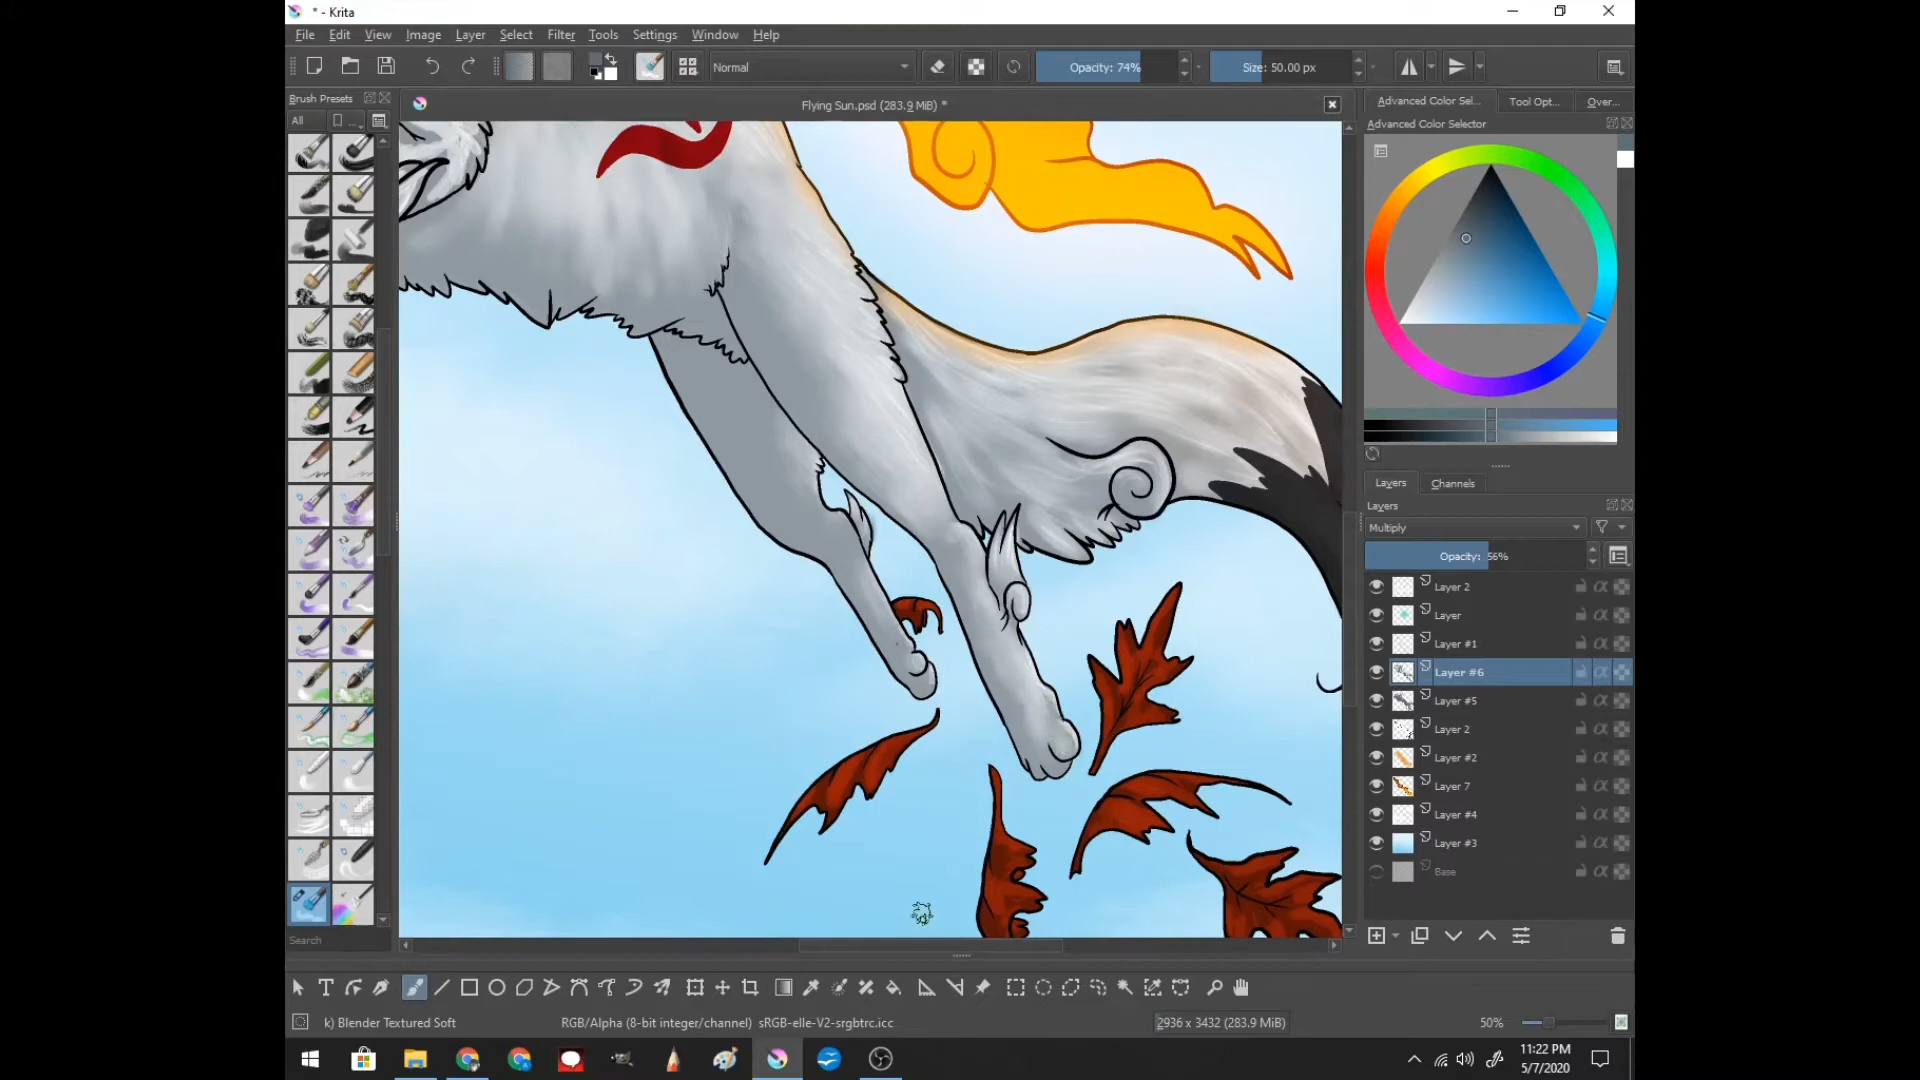 * - Krita
File Edit View Image Layer Select Filter Tools Settings Window Help
Normal Opacity: 74% Size: 50.00 px
Brush Presets
All
Flying Sun.psd (283.9 MiB) *
Advanced Color Sel... Tool Opt... Over...
Advanced Color Selector
Layers Channels
Layers
Multiply
Opacity: 56%
Layer 2
Layer
Layer #1
Layer #6
Layer #5
Layer 2
Layer #2
Layer 7
Layer #4
Layer #3
Base
Search
k) Blender Textured Soft RGB/Alpha (8-bit integer/channel) sRGB-elle-V2-srgbtrc.icc 2936 x 3432 (283.9 MiB) 50%
11:22 PM
5/7/2020